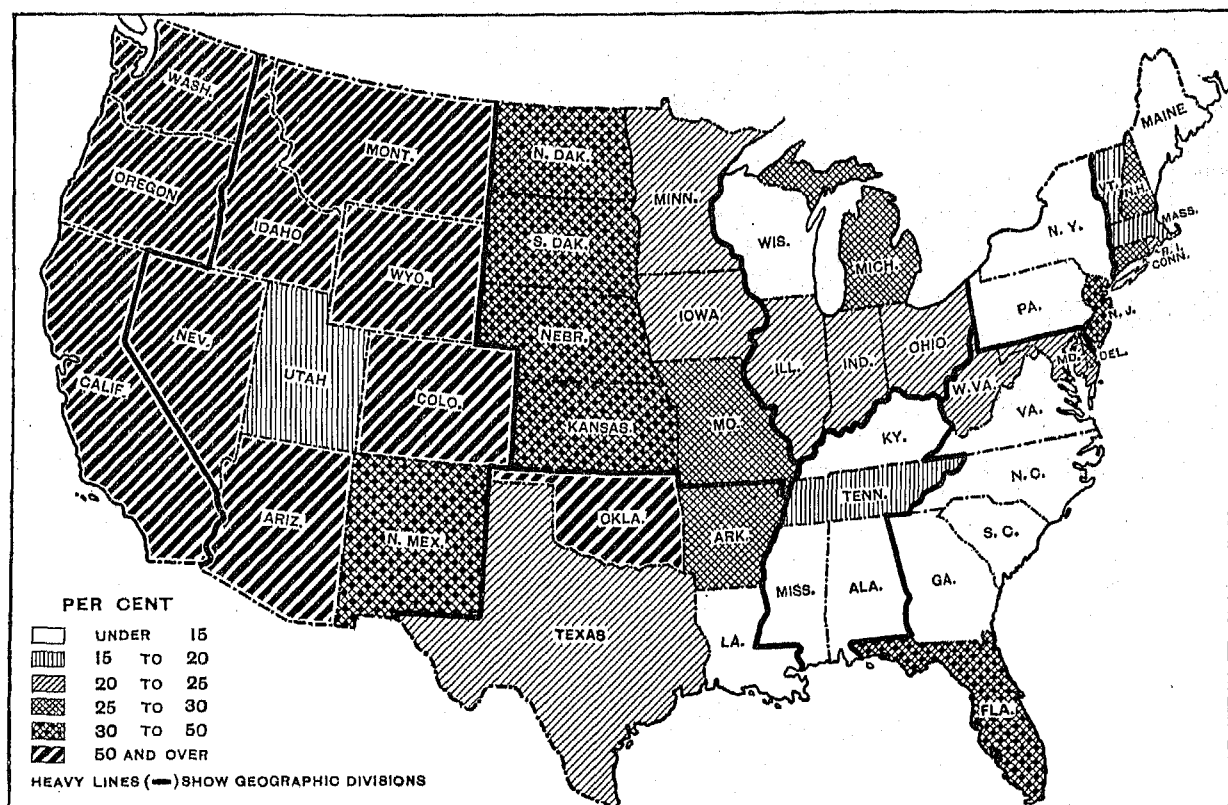 WASH.
MONT.
N. DAK.
MINN.
MAINE
OREGON
IDAHO
S. DAK.
WIS.
VT.
N.H.
MASS.
N. Y.
R. I.
CONN.
WYO.
MICH.
NEBR.
IOWA
PA.
N. J.
NEV.
UTAH
COLO.
ILL.
IND.
OHIO
MD.
DEL.
W. VA.
VA.
CALIF.
KANSAS.
MO.
KY.
N. C.
TENN.
ARIZ.
N. MEX.
OKLA.
ARK.
S. C.
MISS.
ALA.
GA.
TEXAS
LA.
FLA.
PER CENT
UNDER 15
15 TO 20
20 TO 25
25 TO 30
30 TO 50
50 AND OVER
HEAVY LINES (━) SHOW GEOGRAPHIC DIVISIONS